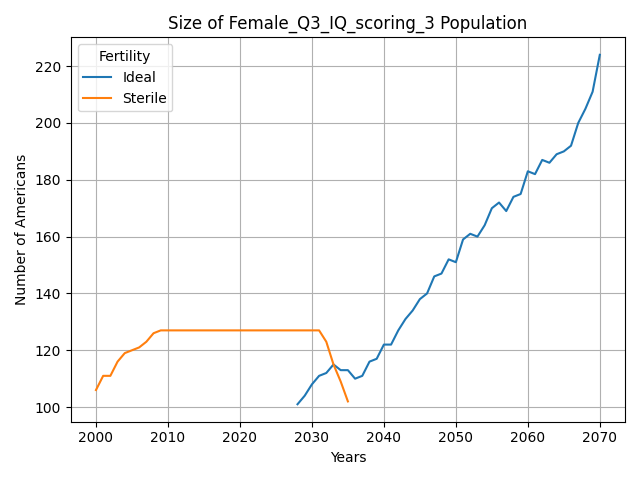 Size of Female_Q3_IQ_scoring_3 Population
Fertility
Ideal
Sterile
Number of Americans
220
200
180
160
140
120
100
2000 2010 2020 2030 2040 2050 2060 2070
Years